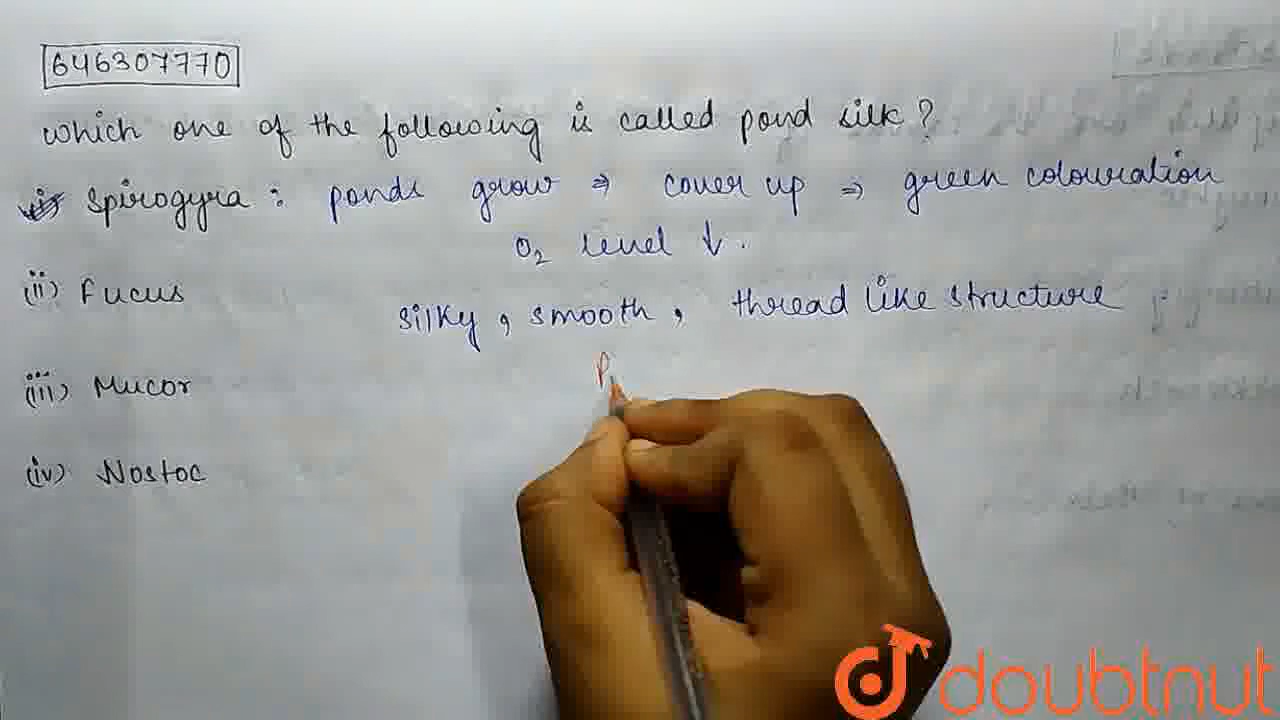 646307770
which one of the following is called pond silk?
(i) Spirogyra : ponds grow ⇒ cover up ⇒ green colouration
O₂ level ↓.
silky, smooth, thread like structure
P
(ii) Fucus
(iii) Mucor
(iv) Nostoc
doubtnut